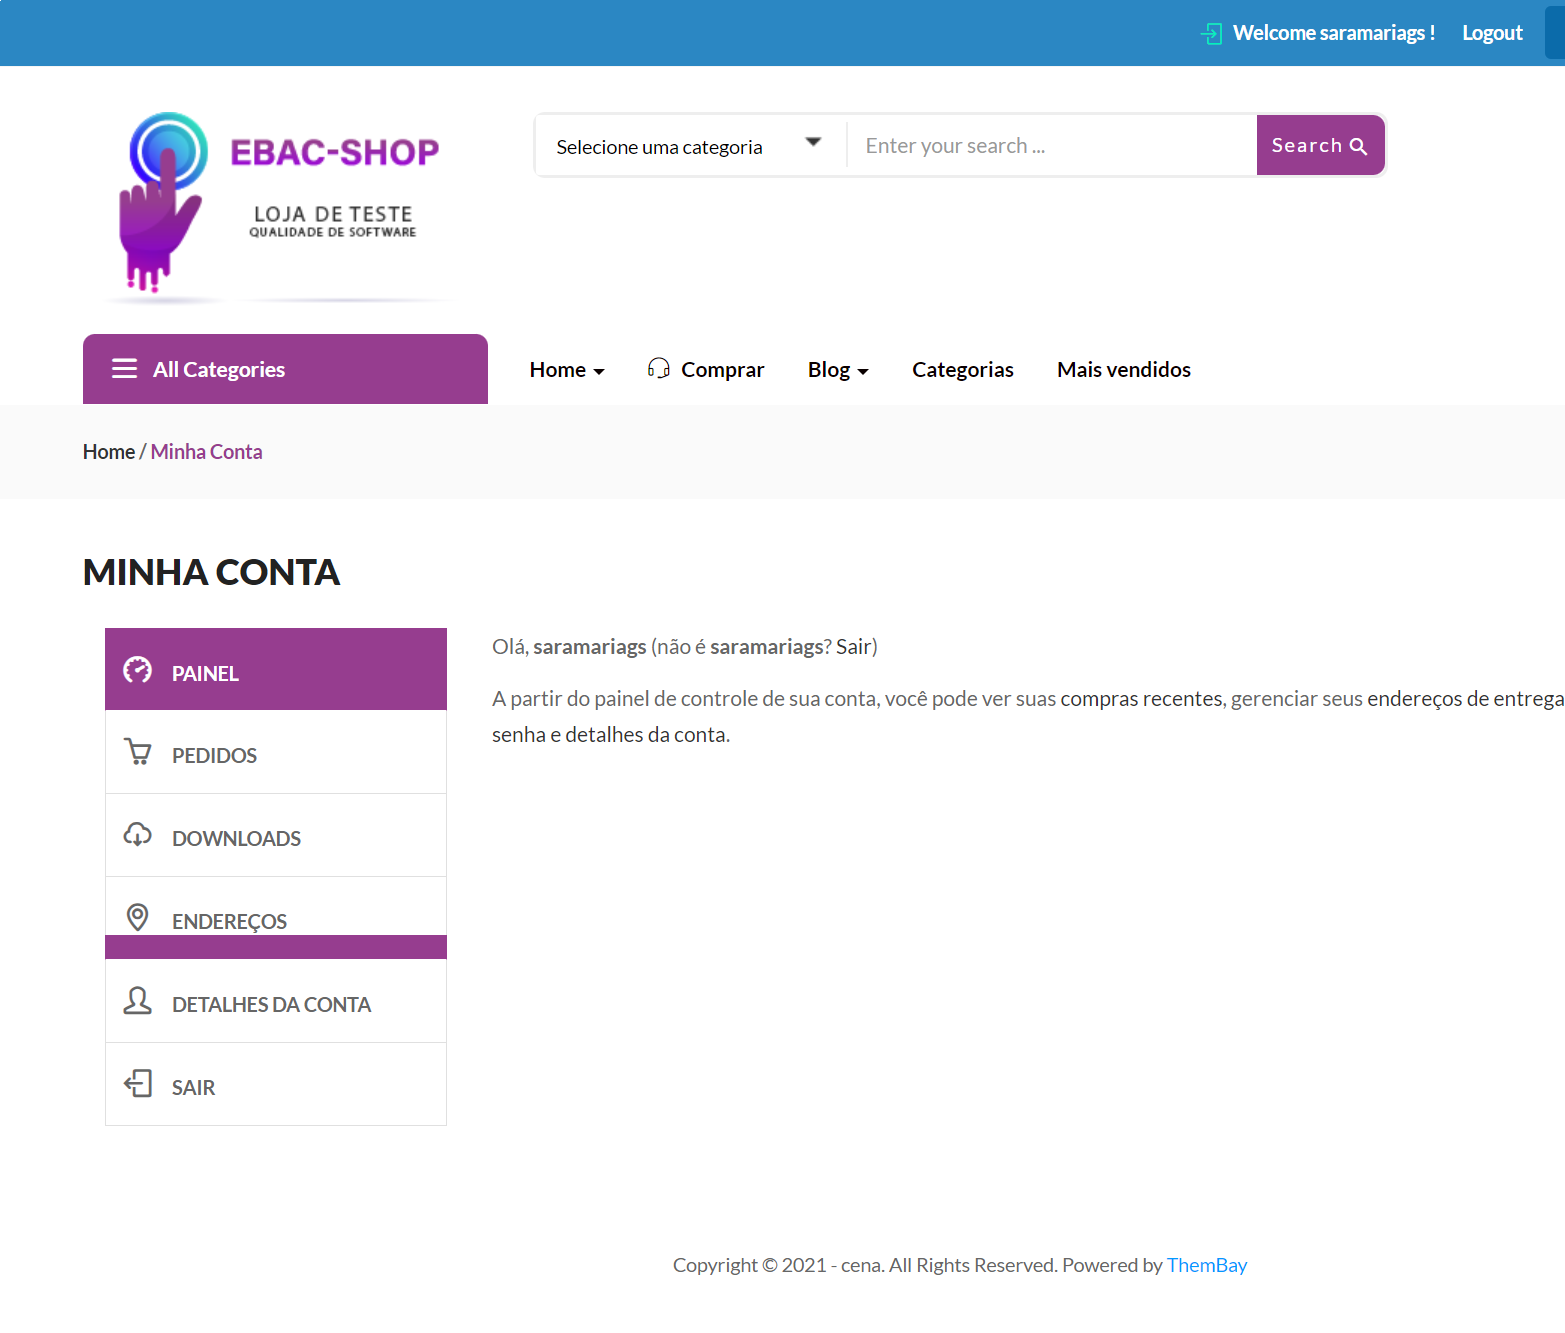 Welcome saramariags ! Logout
EBAC-SHOP
LOJA DE TESTE
QUALIDADE DE SOFTWARE
Selecione uma categoria
Enter your search ...
Search
All Categories
Home Comprar Blog Categorias Mais vendidos
Home / Minha Conta
MINHA CONTA
PAINEL
PEDIDOS
DOWNLOADS
ENDEREÇOS
DETALHES DA CONTA
SAIR
Olá, saramariags (não é saramariags? Sair)
A partir do painel de controle de sua conta, você pode ver suas compras recentes, gerenciar seus endereços de entrega
senha e detalhes da conta.
Copyright © 2021 - cena. All Rights Reserved. Powered by ThemBay